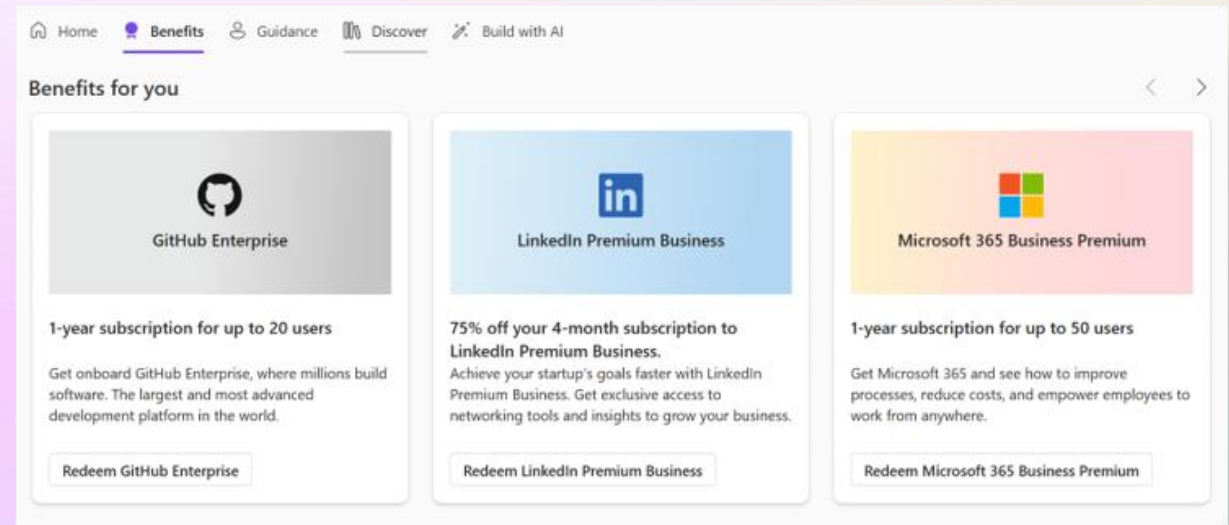 Home Benefits Guidance Discover Build with AI
Benefits for you
GitHub Enterprise
1-year subscription for up to 20 users
Get onboard GitHub Enterprise, where millions build
software. The largest and most advanced
development platform in the world.
Redeem GitHub Enterprise
in
LinkedIn Premium Business
75% off your 4-month subscription to
LinkedIn Premium Business.
Achieve your startup's goals faster with LinkedIn
Premium Business. Get exclusive access to
networking tools and insights to grow your business.
Redeem LinkedIn Premium Business
Microsoft 365 Business Premium
1-year subscription for up to 50 users
Get Microsoft 365 and see how to improve
processes, reduce costs, and empower employees to
work from anywhere.
Redeem Microsoft 365 Business Premium